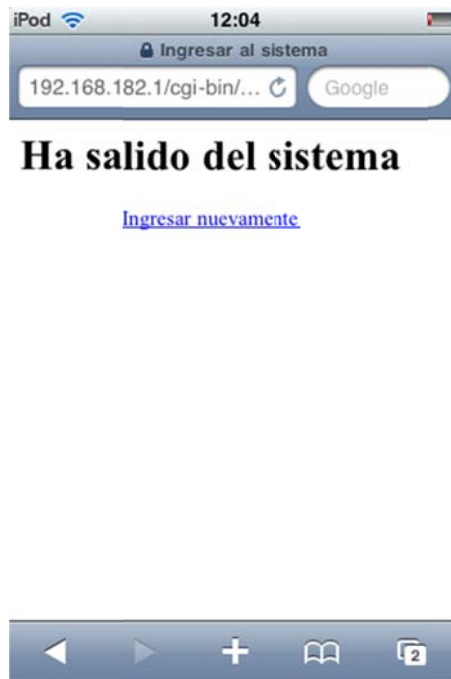 iPod 12:04
Ingresar al sistema
192.168.182.1/cgi-bin/... Google
Ha salido del sistema
Ingresar nuevamente
2